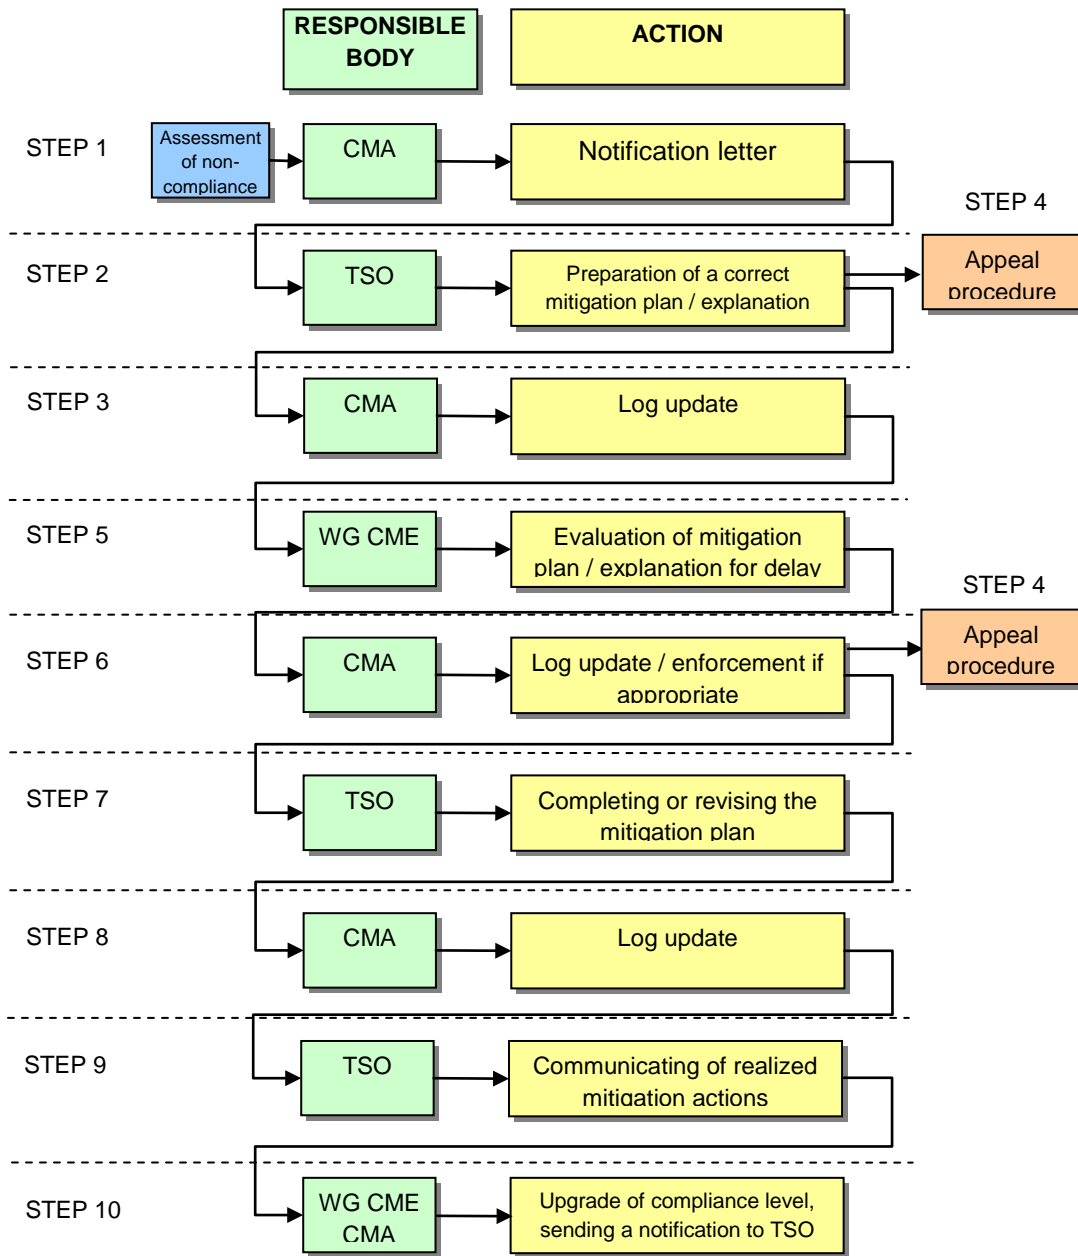 RESPONSIBLE
BODY
ACTION
STEP 1
Assessment
of non-
compliance
CMA
Notification letter
STEP 4
Appeal
procedure
STEP 2
TSO
Preparation of a correct
mitigation plan / explanation
STEP 3
CMA
Log update
STEP 5
WG CME
Evaluation of mitigation
plan / explanation for delay
STEP 4
Appeal
procedure
STEP 6
CMA
Log update / enforcement if
appropriate
STEP 7
TSO
Completing or revising the
mitigation plan
STEP 8
CMA
Log update
STEP 9
TSO
Communicating of realized
mitigation actions
STEP 10
WG CME
CMA
Upgrade of compliance level,
sending a notification to TSO